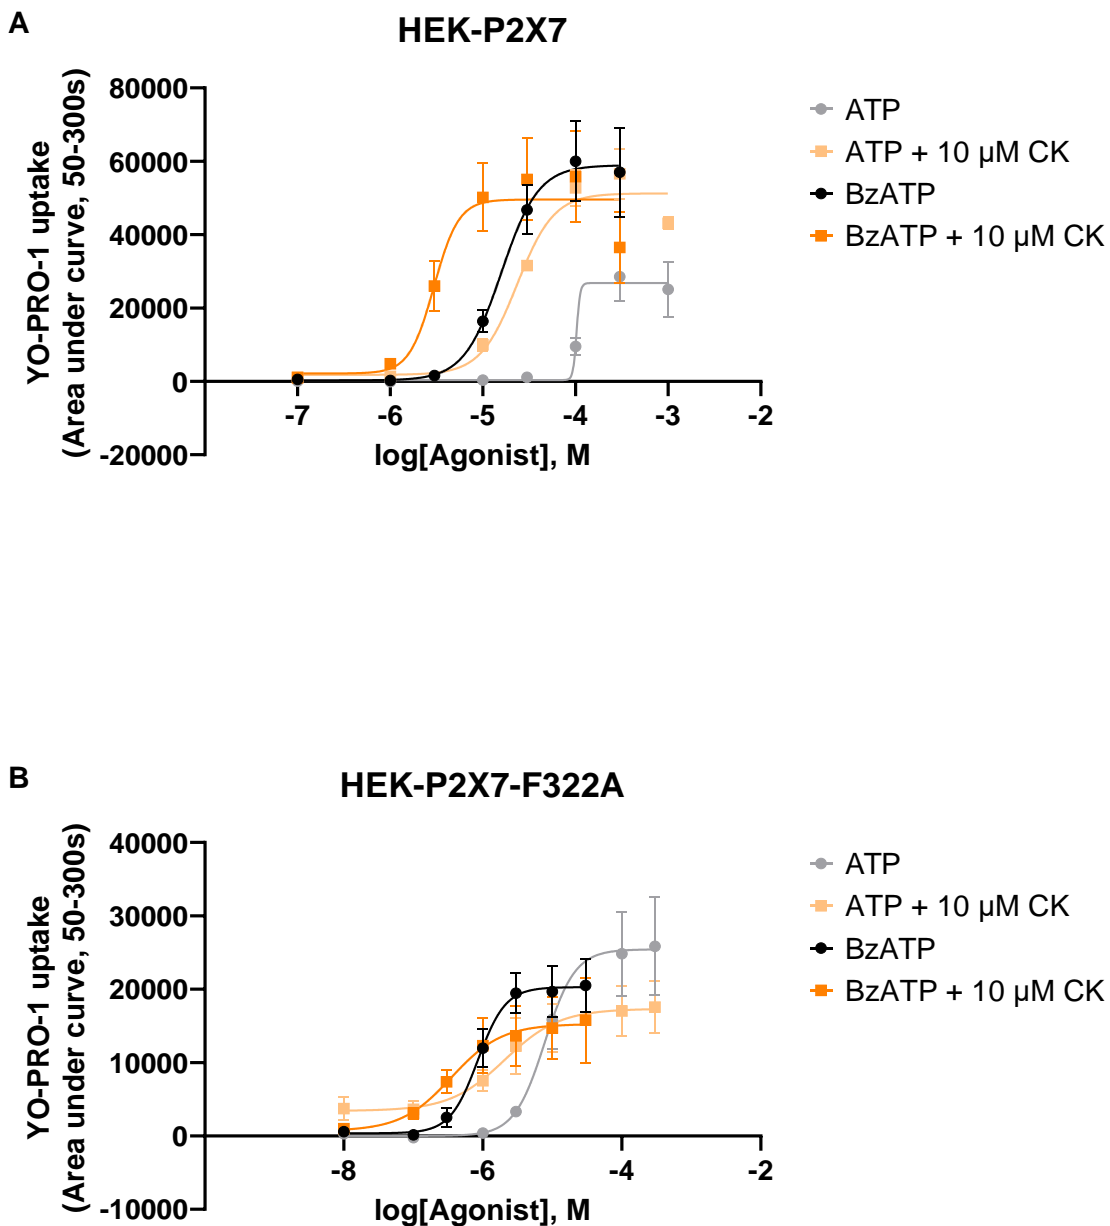 A
HEK-P2X7
YO-PRO-1 uptake
(Area under curve, 50-300s)
80000
60000
40000
20000
0
-20000
-7
-6
-5
-4
-3
-2
log[Agonist], M
ATP
ATP + 10 µM CK
BzATP
BzATP + 10 µM CK
B
HEK-P2X7-F322A
YO-PRO-1 uptake
(Area under curve, 50-300s)
40000
30000
20000
10000
0
-10000
-8
-6
-4
-2
log[Agonist], M
ATP
ATP + 10 µM CK
BzATP
BzATP + 10 µM CK